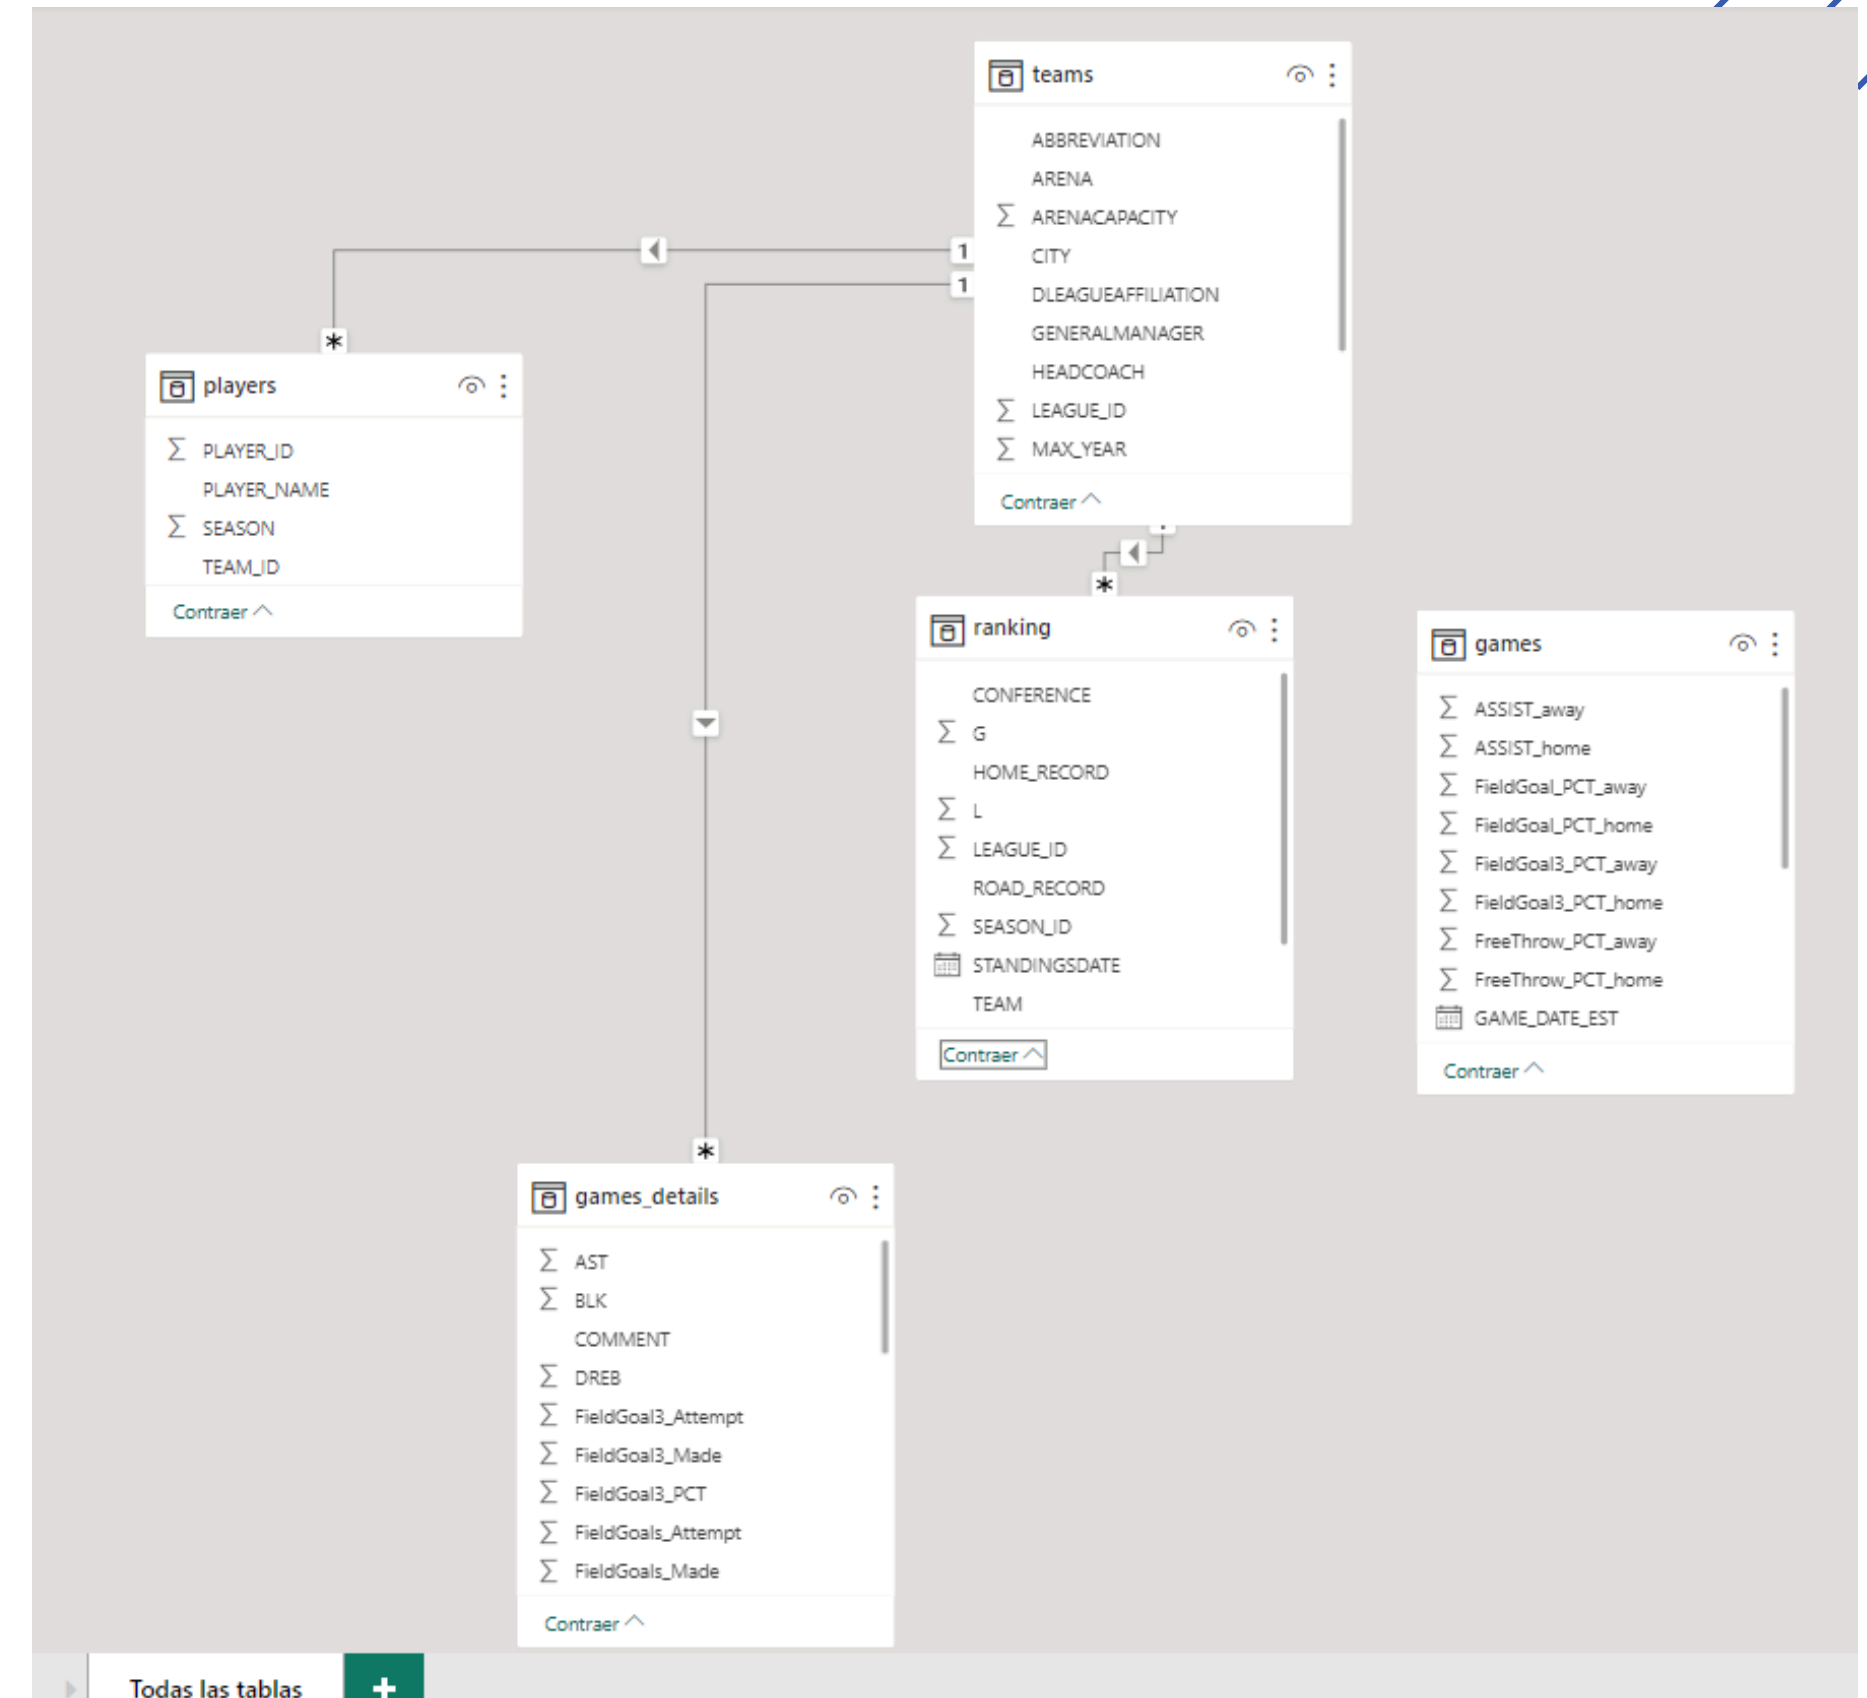 teams
ABBREVIATION
ARENA
ARENACAPACITY
CITY
DLEAGUEAFFILIATION
GENERALMANAGER
HEADCOACH
LEAGUE_ID
MAX_YEAR
Contraer
1
1
*
players
PLAYER_ID
PLAYER_NAME
SEASON
TEAM_ID
Contraer
*
ranking
CONFERENCE
G
HOME_RECORD
L
LEAGUE_ID
ROAD_RECORD
SEASON_ID
STANDINGSDATE
TEAM
Contraer
games
ASSIST_away
ASSIST_home
FieldGoal_PCT_away
FieldGoal_PCT_home
FieldGoal3_PCT_away
FieldGoal3_PCT_home
FreeThrow_PCT_away
FreeThrow_PCT_home
GAME_DATE_EST
Contraer
*
games_details
AST
BLK
COMMENT
DREB
FieldGoal3_Attempt
FieldGoal3_Made
FieldGoal3_PCT
FieldGoals_Attempt
FieldGoals_Made
Contraer
Todas las tablas